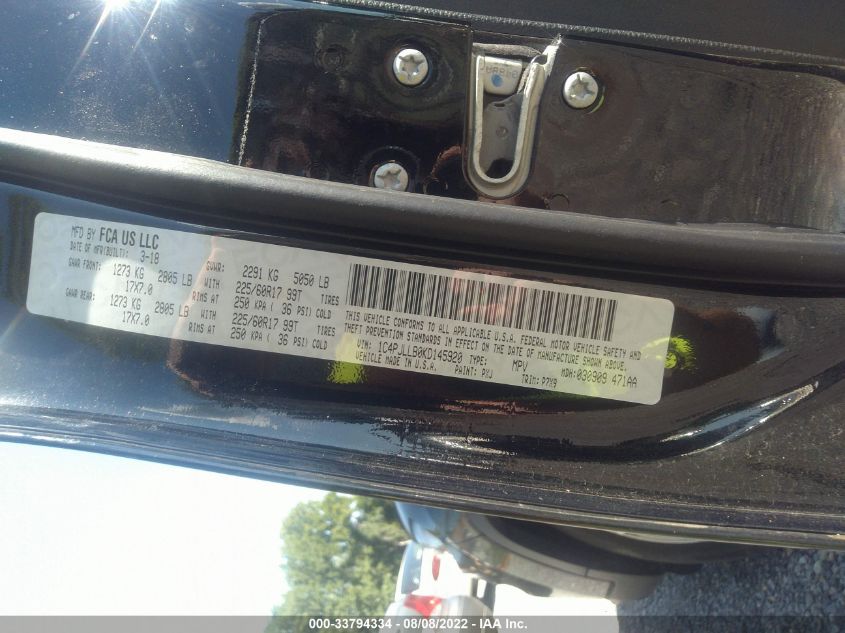 MFD BY FCA US LLC
DATE OF MFR(BUILT): 3-18 GVWR: 2291 KG 5050 LB
GAWR FRONT: 1273 KG 2805 LB WITH 225/60R17 99T TIRES
17X7.0 RIMS AT 250 KPA ( 36 PSI) COLD
GAWR REAR: 1273 KG 2805 LB WITH 225/60R17 99T TIRES
17X7.0 RIMS AT 250 KPA ( 36 PSI) COLD
THIS VEHICLE CONFORMS TO ALL APPLICABLE U.S.A. FEDERAL MOTOR VEHICLE SAFETY AND
THEFT PREVENTION STANDARDS IN EFFECT ON THE DATE OF MANUFACTURE SHOWN ABOVE.
VIN: 1C4PJLLB0KD145920 TYPE: MPV MDH:030909 471AA
VEHICLE MADE IN U.S.A. PAINT: PXJ TRIM: P7X9
000-33794334 - 08/08/2022 - IAA Inc.